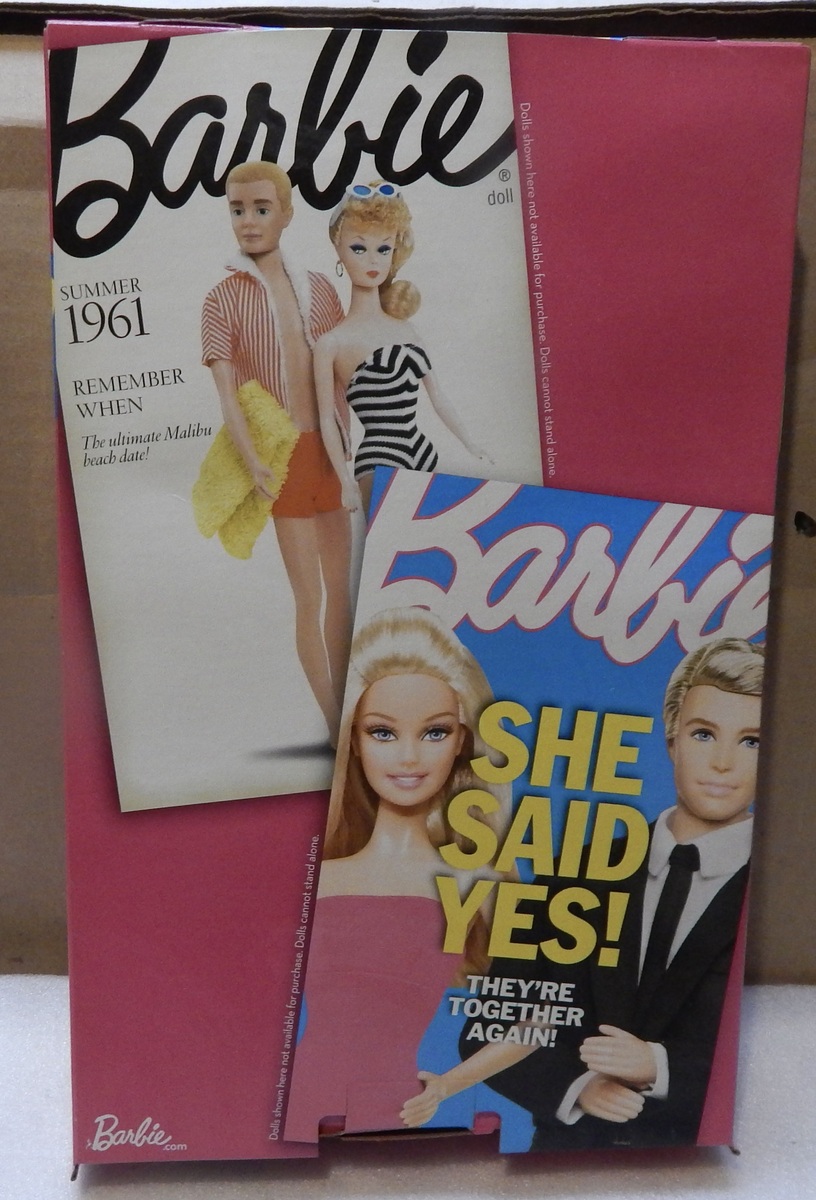 Barbie
®
doll
SUMMER
1961
REMEMBER
WHEN
The ultimate Malibu
beach date!
Dolls shown here not available for purchase. Dolls cannot stand alone.
Barbie
SHE
SAID
YES!
THEY'RE
TOGETHER
AGAIN!
Dolls shown here not available for purchase. Dolls cannot stand alone.
Barbie.com